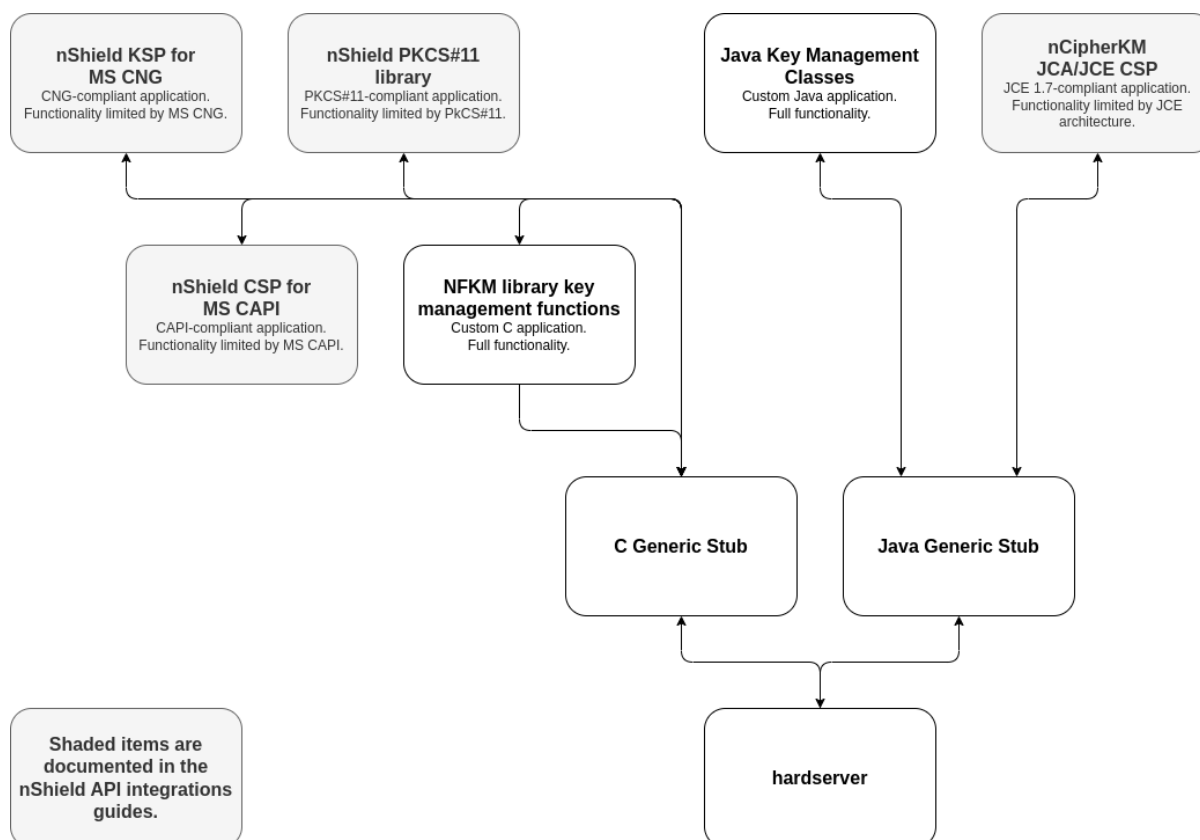 nShield KSP for
MS CNG
CNG-compliant application.
Functionality limited by MS CNG.
nShield PKCS#11
library
PKCS#11-compliant application.
Functionality limited by PkCS#11.
Java Key Management
Classes
Custom Java application.
Full functionality.
nCipherKM
JCA/JCE CSP
JCE 1.7-compliant application.
Functionality limited by JCE
architecture.
nShield CSP for
MS CAPI
CAPI-compliant application.
Functionality limited by MS CAPI.
NFKM library key
management functions
Custom C application.
Full functionality.
C Generic Stub
Java Generic Stub
Shaded items are
documented in the
nShield API integrations
guides.
hardserver